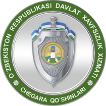 O'ZBEKISTON RESPUBLIKASI DAVLAT XAVFSIZLIK XIZMATI
CHEGARA QO'SHINLARI